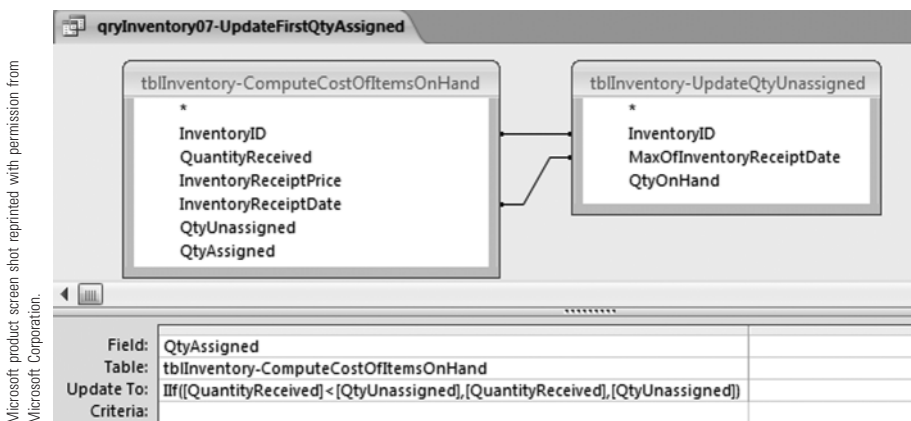 Microsoft product screen shot reprinted with permission from
Microsoft Corporation.
qryInventory07-UpdateFirstQtyAssigned
tblInventory-ComputeCostOfItemsOnHand
*
InventoryID
QuantityReceived
InventoryReceiptPrice
InventoryReceiptDate
QtyUnassigned
QtyAssigned
tblInventory-UpdateQtyUnassigned
*
InventoryID
MaxOfInventoryReceiptDate
QtyOnHand
Field: QtyAssigned
Table: tblInventory-ComputeCostOfItemsOnHand
Update To: IIf([QuantityReceived]<[QtyUnassigned],[QuantityReceived],[QtyUnassigned])
Criteria: